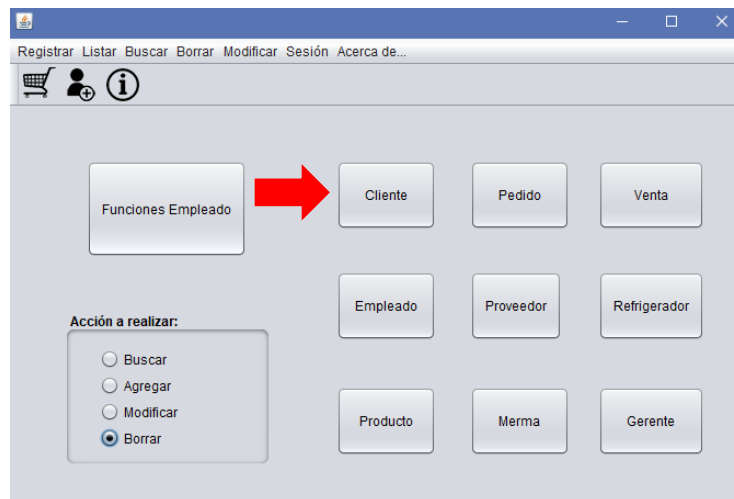 Registrar Listar Buscar Borrar Modificar Sesión Acerca de...
Funciones Empleado
Cliente
Pedido
Venta
Empleado
Proveedor
Refrigerador
Acción a realizar:
Buscar
Agregar
Modificar
Borrar
Producto
Merma
Gerente